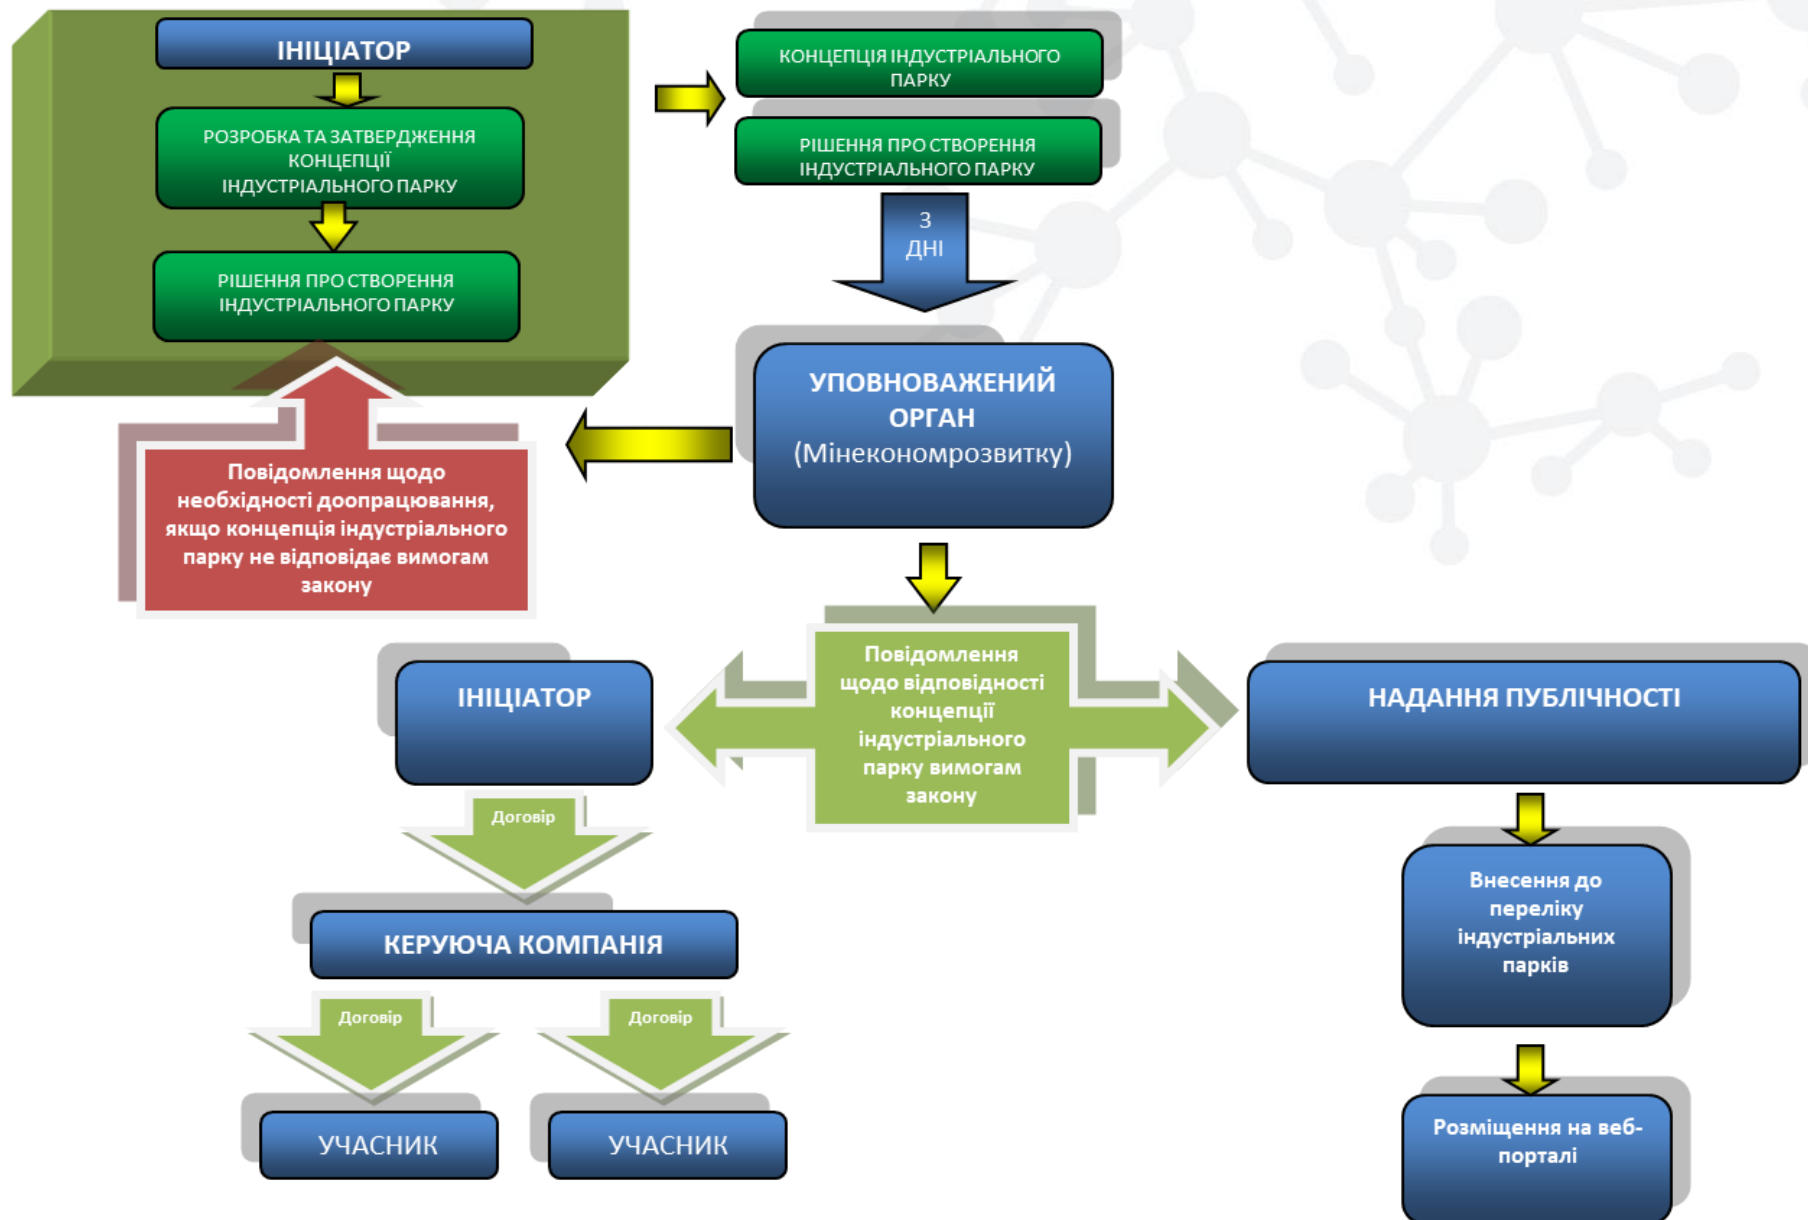 ІНІЦІАТОР
РОЗРОБКА ТА ЗАТВЕРДЖЕННЯ
КОНЦЕПЦІЇ
ІНДУСТРІАЛЬНОГО ПАРКУ
РІШЕННЯ ПРО СТВОРЕННЯ
ІНДУСТРІАЛЬНОГО ПАРКУ
КОНЦЕПЦІЯ ІНДУСТРІАЛЬНОГО
ПАРКУ
РІШЕННЯ ПРО СТВОРЕННЯ
ІНДУСТРІАЛЬНОГО ПАРКУ
3
ДНІ
УПОВНОВАЖЕНИЙ
ОРГАН
(Мінекономрозвитку)
Повідомлення щодо
необхідності доопрацювання,
якщо концепція індустріального
парку не відповідає вимогам
закону
Повідомлення
щодо відповідності
концепції
індустріального
парку вимогам
закону
ІНІЦІАТОР
Договір
КЕРУЮЧА КОМПАНІЯ
Договір
Договір
УЧАСНИК
УЧАСНИК
НАДАННЯ ПУБЛІЧНОСТІ
Внесення до
переліку
індустріальних
парків
Розміщення на веб-
порталі